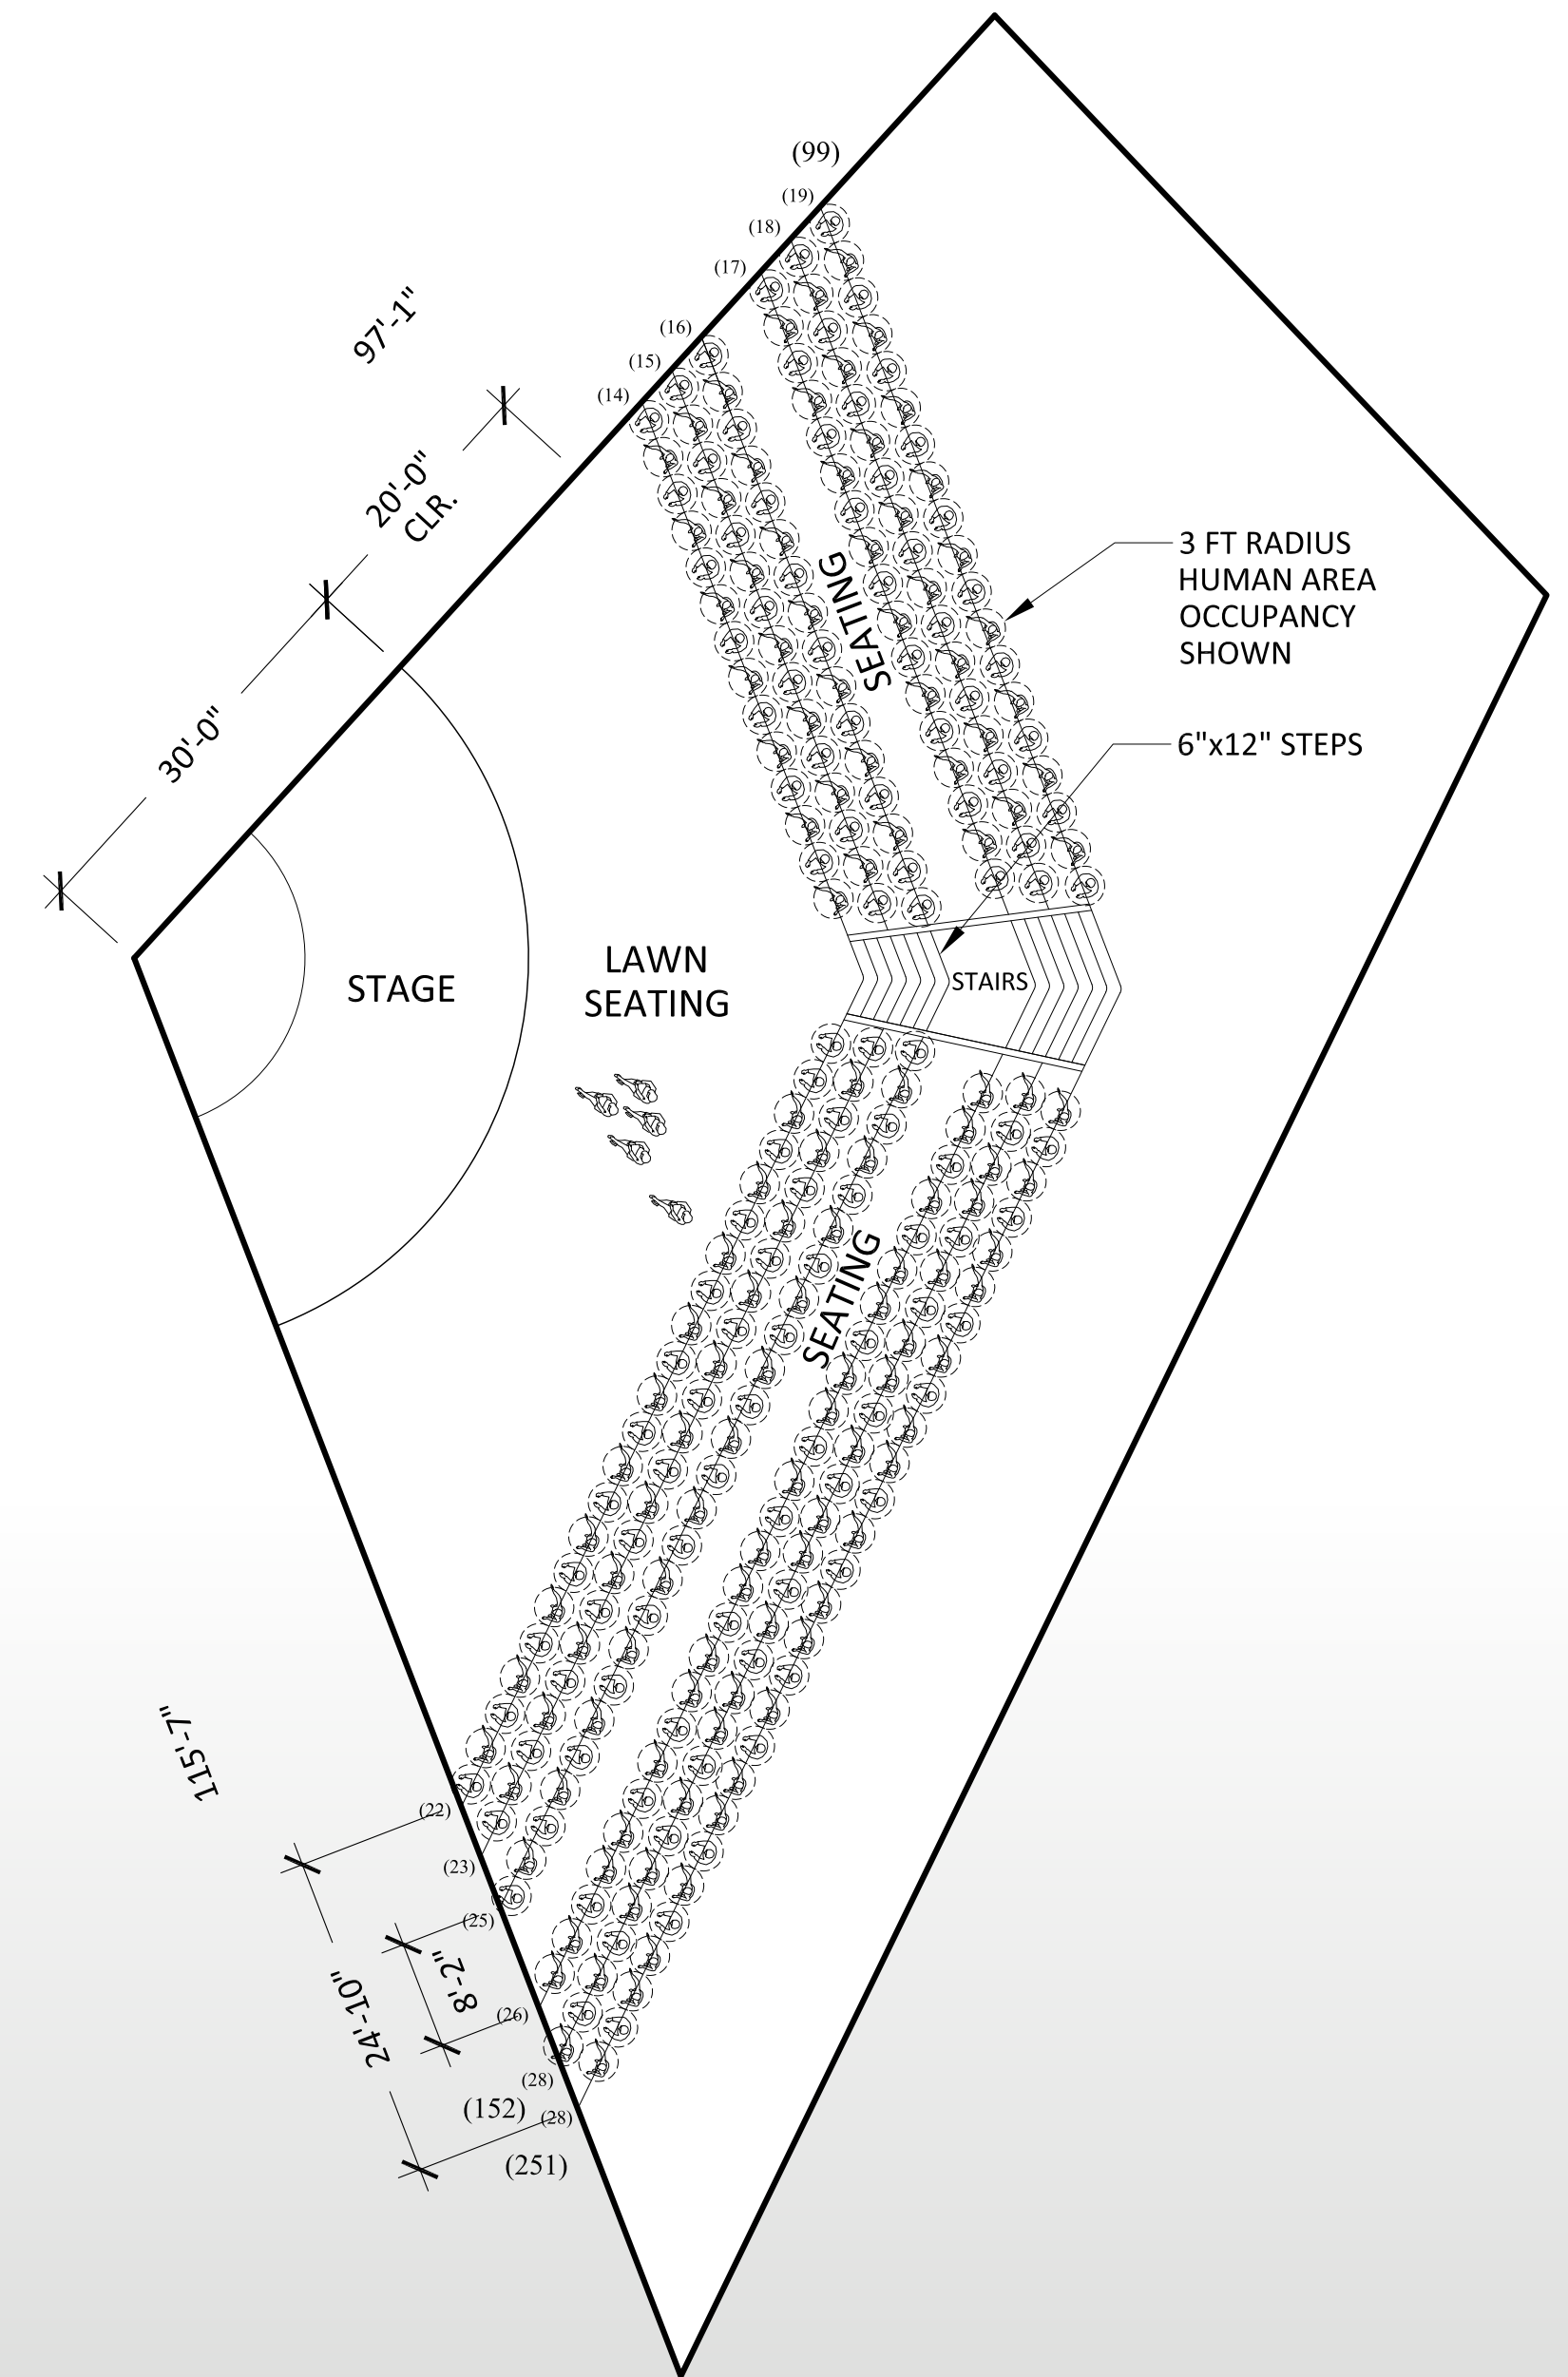 (99)
(19)
(18)
(17)
97'-1"
(16)
(15)
(14)
20'-0"
CLR.
3 FT RADIUS
HUMAN AREA
OCCUPANCY
SHOWN
SEATING
30'-0"
6"x12" STEPS
STAGE
LAWN
SEATING
STAIRS
SEATING
115'-7"
(22)
(23)
(25)
8'-2"
24'-10"
(26)
(28)
(152)
(28)
(251)